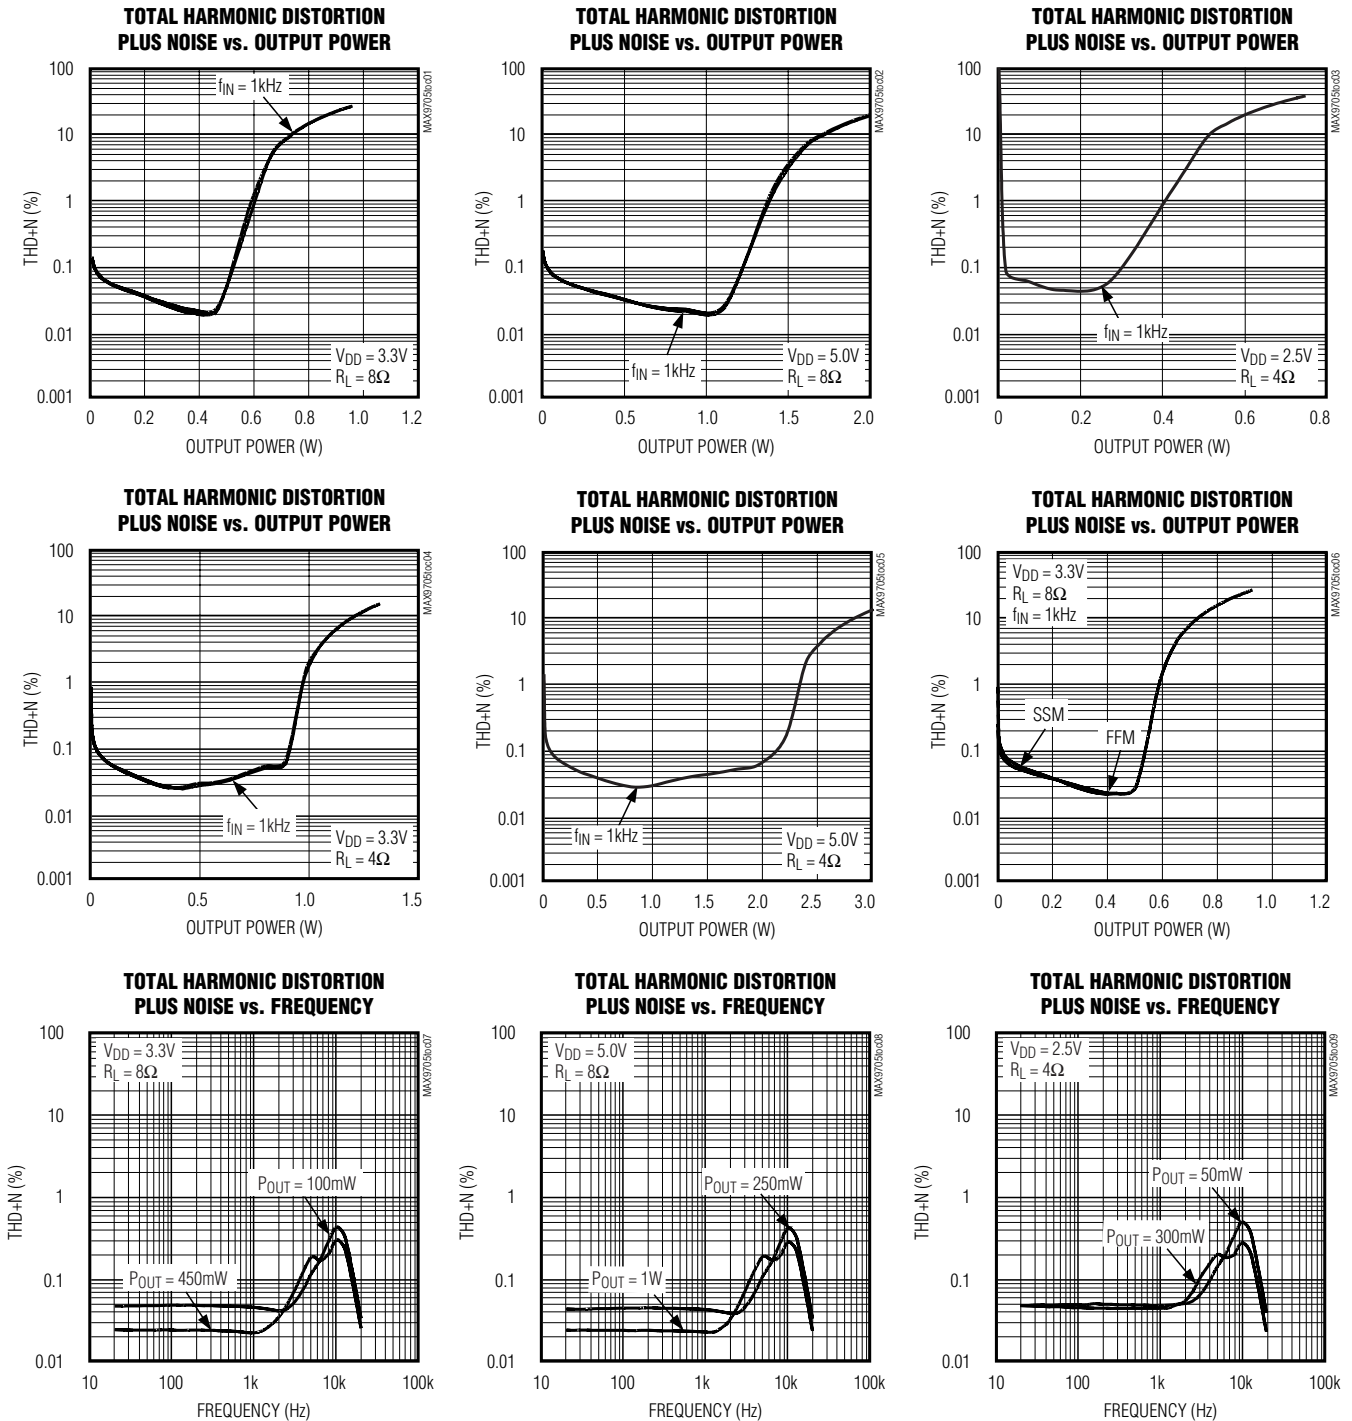 TOTAL HARMONIC DISTORTION
PLUS NOISE vs. OUTPUT POWER
MAX9705toc01
THD+N (%)
100
10
1
0.1
0.01
0.001
fIN = 1kHz
VDD = 3.3V
RL = 8Ω
0 0.2 0.4 0.6 0.8 1.0 1.2
OUTPUT POWER (W)
TOTAL HARMONIC DISTORTION
PLUS NOISE vs. OUTPUT POWER
MAX9705toc02
THD+N (%)
100
10
1
0.1
0.01
0.001
fIN = 1kHz
VDD = 5.0V
RL = 8Ω
0 0.5 1.0 1.5 2.0
OUTPUT POWER (W)
TOTAL HARMONIC DISTORTION
PLUS NOISE vs. OUTPUT POWER
MAX9705toc03
THD+N (%)
100
10
1
0.1
0.01
0.001
fIN = 1kHz
VDD = 2.5V
RL = 4Ω
0 0.2 0.4 0.6 0.8
OUTPUT POWER (W)
TOTAL HARMONIC DISTORTION
PLUS NOISE vs. OUTPUT POWER
MAX9705toc04
THD+N (%)
100
10
1
0.1
0.01
0.001
fIN = 1kHz
VDD = 3.3V
RL = 4Ω
0 0.5 1.0 1.5
OUTPUT POWER (W)
TOTAL HARMONIC DISTORTION
PLUS NOISE vs. OUTPUT POWER
MAX9705toc05
THD+N (%)
100
10
1
0.1
0.01
0.001
fIN = 1kHz
VDD = 5.0V
RL = 4Ω
0 0.5 1.0 1.5 2.0 2.5 3.0
OUTPUT POWER (W)
TOTAL HARMONIC DISTORTION
PLUS NOISE vs. OUTPUT POWER
MAX9705toc06
THD+N (%)
100
10
1
0.1
0.01
0.001
VDD = 3.3V
RL = 8Ω
fIN = 1kHz
SSM
FFM
0 0.2 0.4 0.6 0.8 1.0 1.2
OUTPUT POWER (W)
TOTAL HARMONIC DISTORTION
PLUS NOISE vs. FREQUENCY
MAX9705toc07
THD+N (%)
100
10
1
0.1
0.01
VDD = 3.3V
RL = 8Ω
POUT = 100mW
POUT = 450mW
10 100 1k 10k 100k
FREQUENCY (Hz)
TOTAL HARMONIC DISTORTION
PLUS NOISE vs. FREQUENCY
MAX9705toc08
THD+N (%)
100
10
1
0.1
0.01
VDD = 5.0V
RL = 8Ω
POUT = 250mW
POUT = 1W
10 100 1k 10k 100k
FREQUENCY (Hz)
TOTAL HARMONIC DISTORTION
PLUS NOISE vs. FREQUENCY
MAX9705toc09
THD+N (%)
100
10
1
0.1
0.01
VDD = 2.5V
RL = 4Ω
POUT = 50mW
POUT = 300mW
10 100 1k 10k 100k
FREQUENCY (Hz)